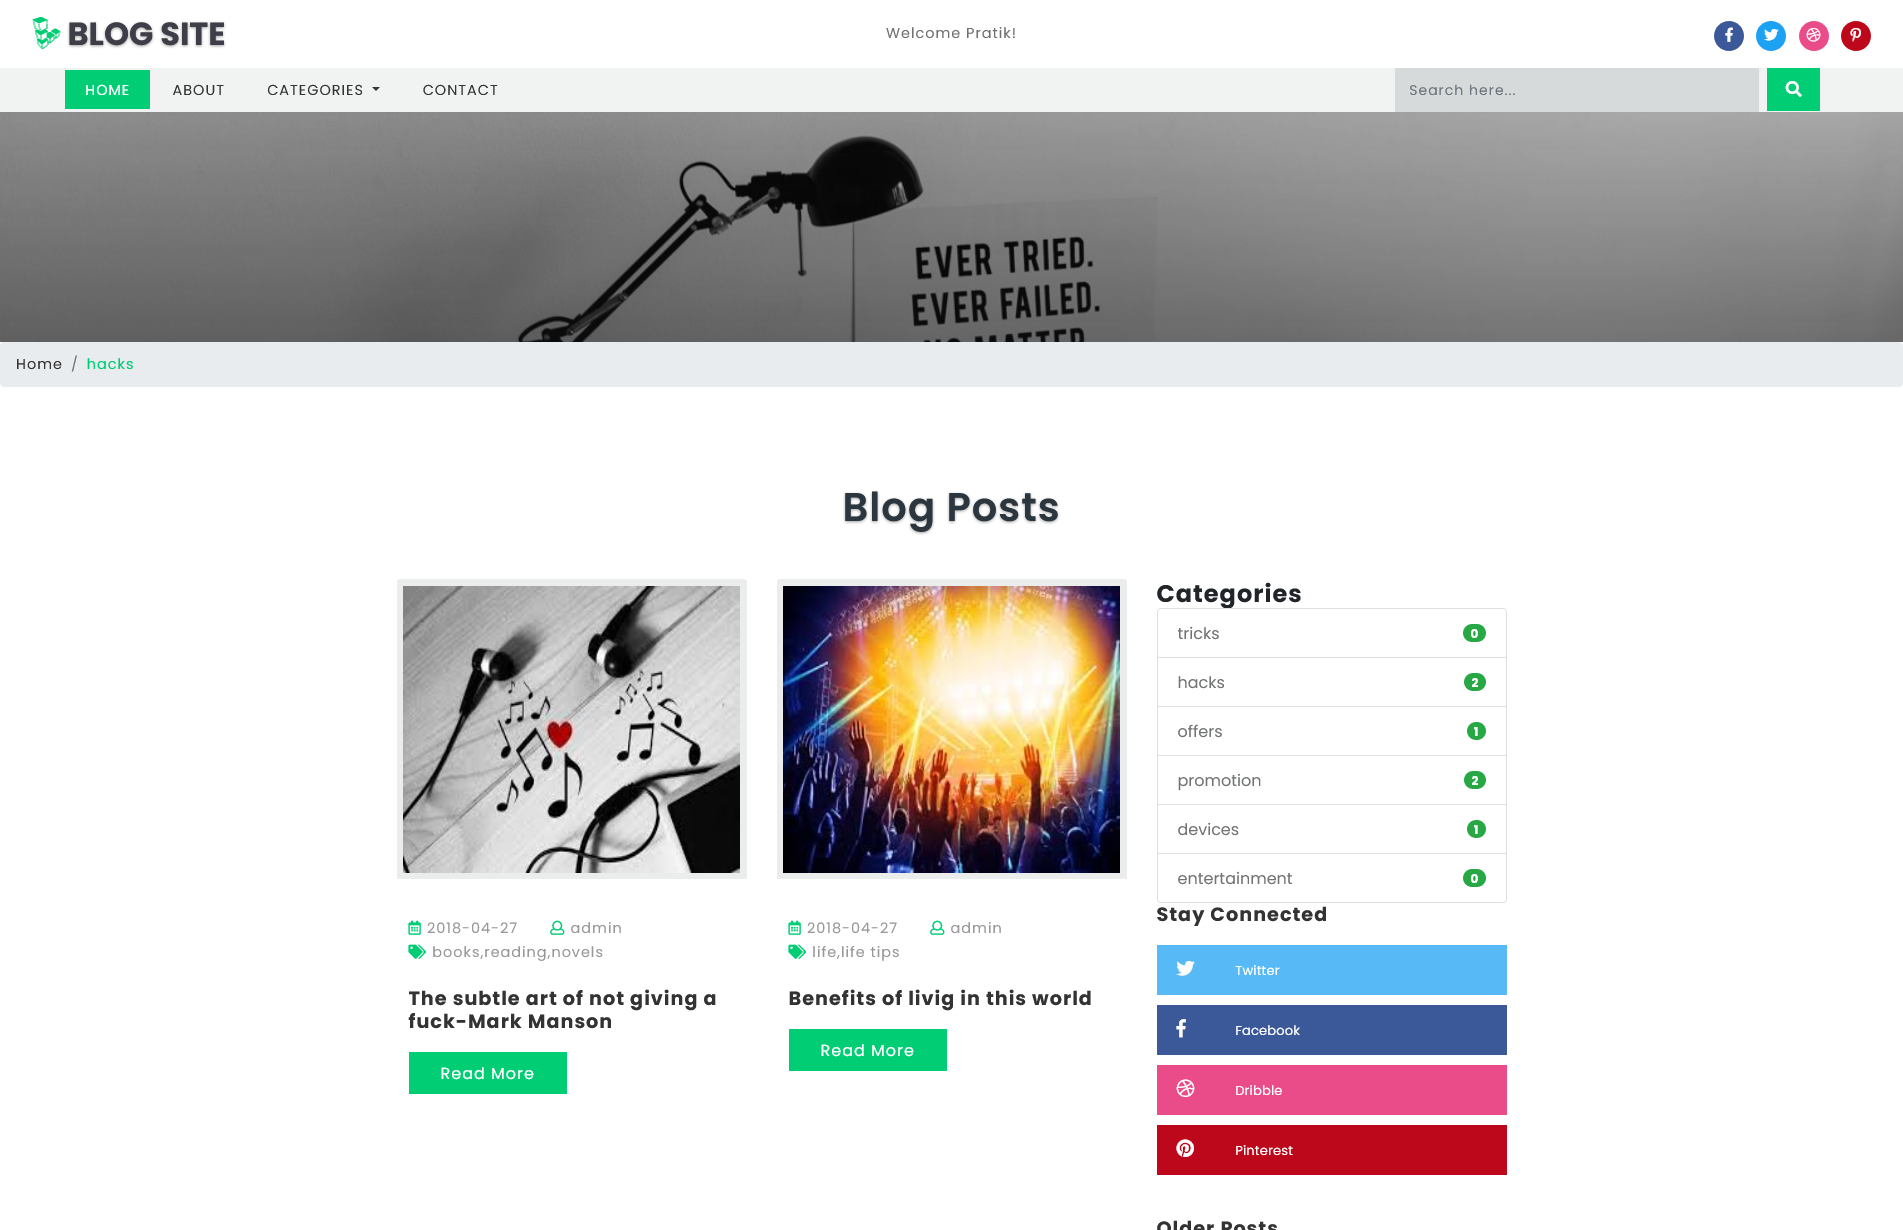 BLOG SITE
Welcome Pratik!
HOME
ABOUT
CATEGORIES
CONTACT
Search here...
EVER TRIED.
EVER FAILED.
NO MATTER.
Home / hacks
Blog Posts
2018-04-27 admin
books,reading,novels
The subtle art of not giving a
fuck-Mark Manson
Read More
2018-04-27 admin
life,life tips
Benefits of livig in this world
Read More
Categories
tricks 0
hacks 2
offers 1
promotion 2
devices 1
entertainment 0
Stay Connected
Twitter
Facebook
Dribble
Pinterest
Older Posts